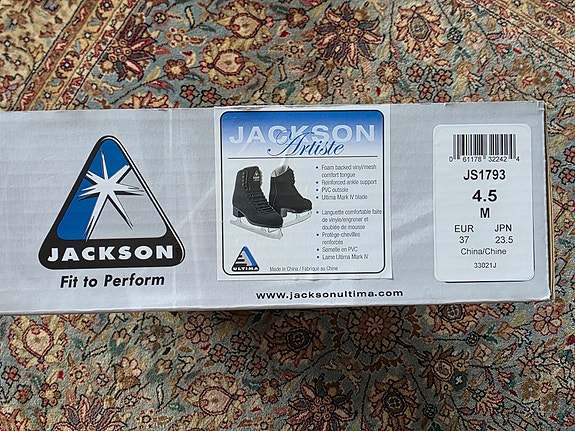 JACKSON
Fit to Perform
JACKSON
Artiste
• Foam backed vinyl/mesh
comfort tongue
• Reinforced ankle support
• PVC outsole
• Ultima Mark IV blade
• Languette comfortable faite
de vinyle/engrener et
doublée de mousse
• Protège-chevilles
renforcés
• Semelle en PVC
• Lame Ultima Mark IV
ULTIMA
Made in China / Fabriqué au Chine
www.jacksonultima.com
0 61178 32242 4
JS1793
4.5
M
EUR JPN
37 23.5
China/Chine
33021J